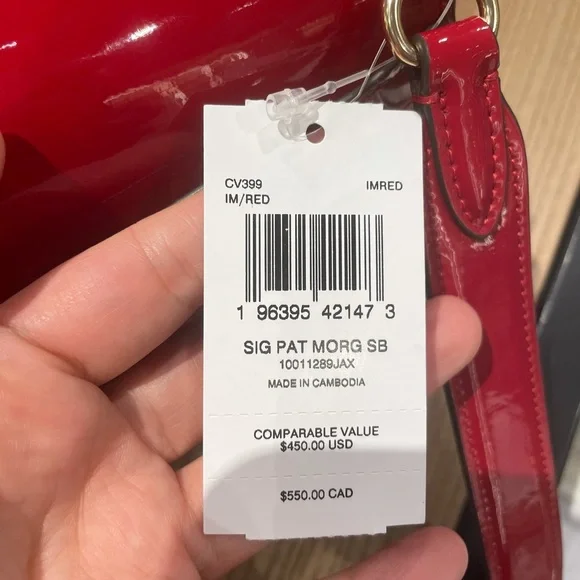 CV399 IMRED
IM/RED
1 96395 42147 3
SIG PAT MORG SB
10011289JAX
MADE IN CAMBODIA
COMPARABLE VALUE
$450.00 USD
$550.00 CAD